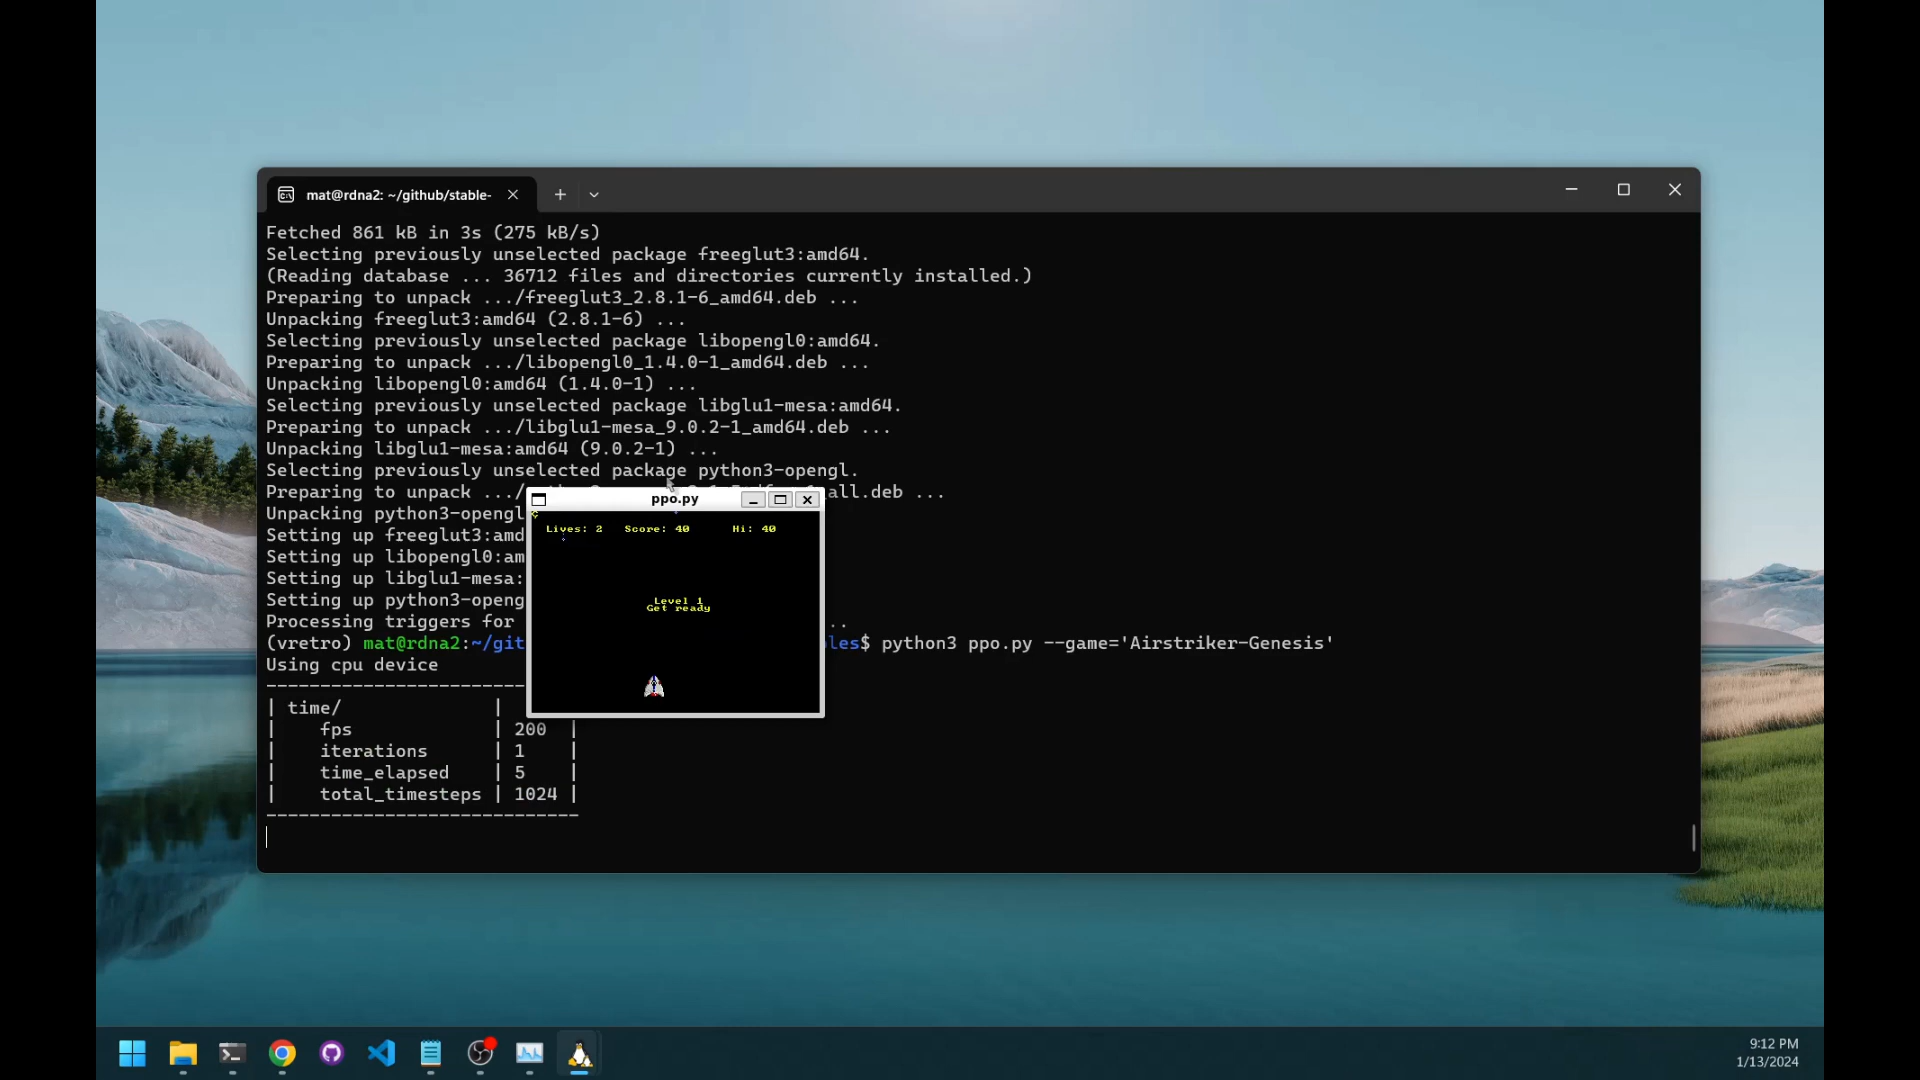 mat@rdna2: ~/github/stable-
Fetched 861 kB in 3s (275 kB/s)
Selecting previously unselected package freeglut3:amd64.
(Reading database ... 36712 files and directories currently installed.)
Preparing to unpack .../freeglut3_2.8.1-6_amd64.deb ...
Unpacking freeglut3:amd64 (2.8.1-6) ...
Selecting previously unselected package libopengl0:amd64.
Preparing to unpack .../libopengl0_1.4.0-1_amd64.deb ...
Unpacking libopengl0:amd64 (1.4.0-1) ...
Selecting previously unselected package libglu1-mesa:amd64.
Preparing to unpack .../libglu1-mesa_9.0.2-1_amd64.deb ...
Unpacking libglu1-mesa:amd64 (9.0.2-1) ...
Selecting previously unselected package python3-opengl.
Preparing to unpack .../ all.deb ...
Unpacking python3-opengl
Setting up freeglut3:amd
Setting up libopengl0:am
Setting up libglu1-mesa:
Setting up python3-openg
Processing triggers for ..
(vretro) mat@rdna2:~/git les$ python3 ppo.py --game='Airstriker-Genesis'
Using cpu device
------------------------
| time/ |
| fps | 200 |
| iterations | 1 |
| time_elapsed | 5 |
| total_timesteps | 1024 |
-----------------------------
ppo.py
Lives: 2 Score: 40 Hi: 40
Level 1
Get ready
9:12 PM
1/13/2024